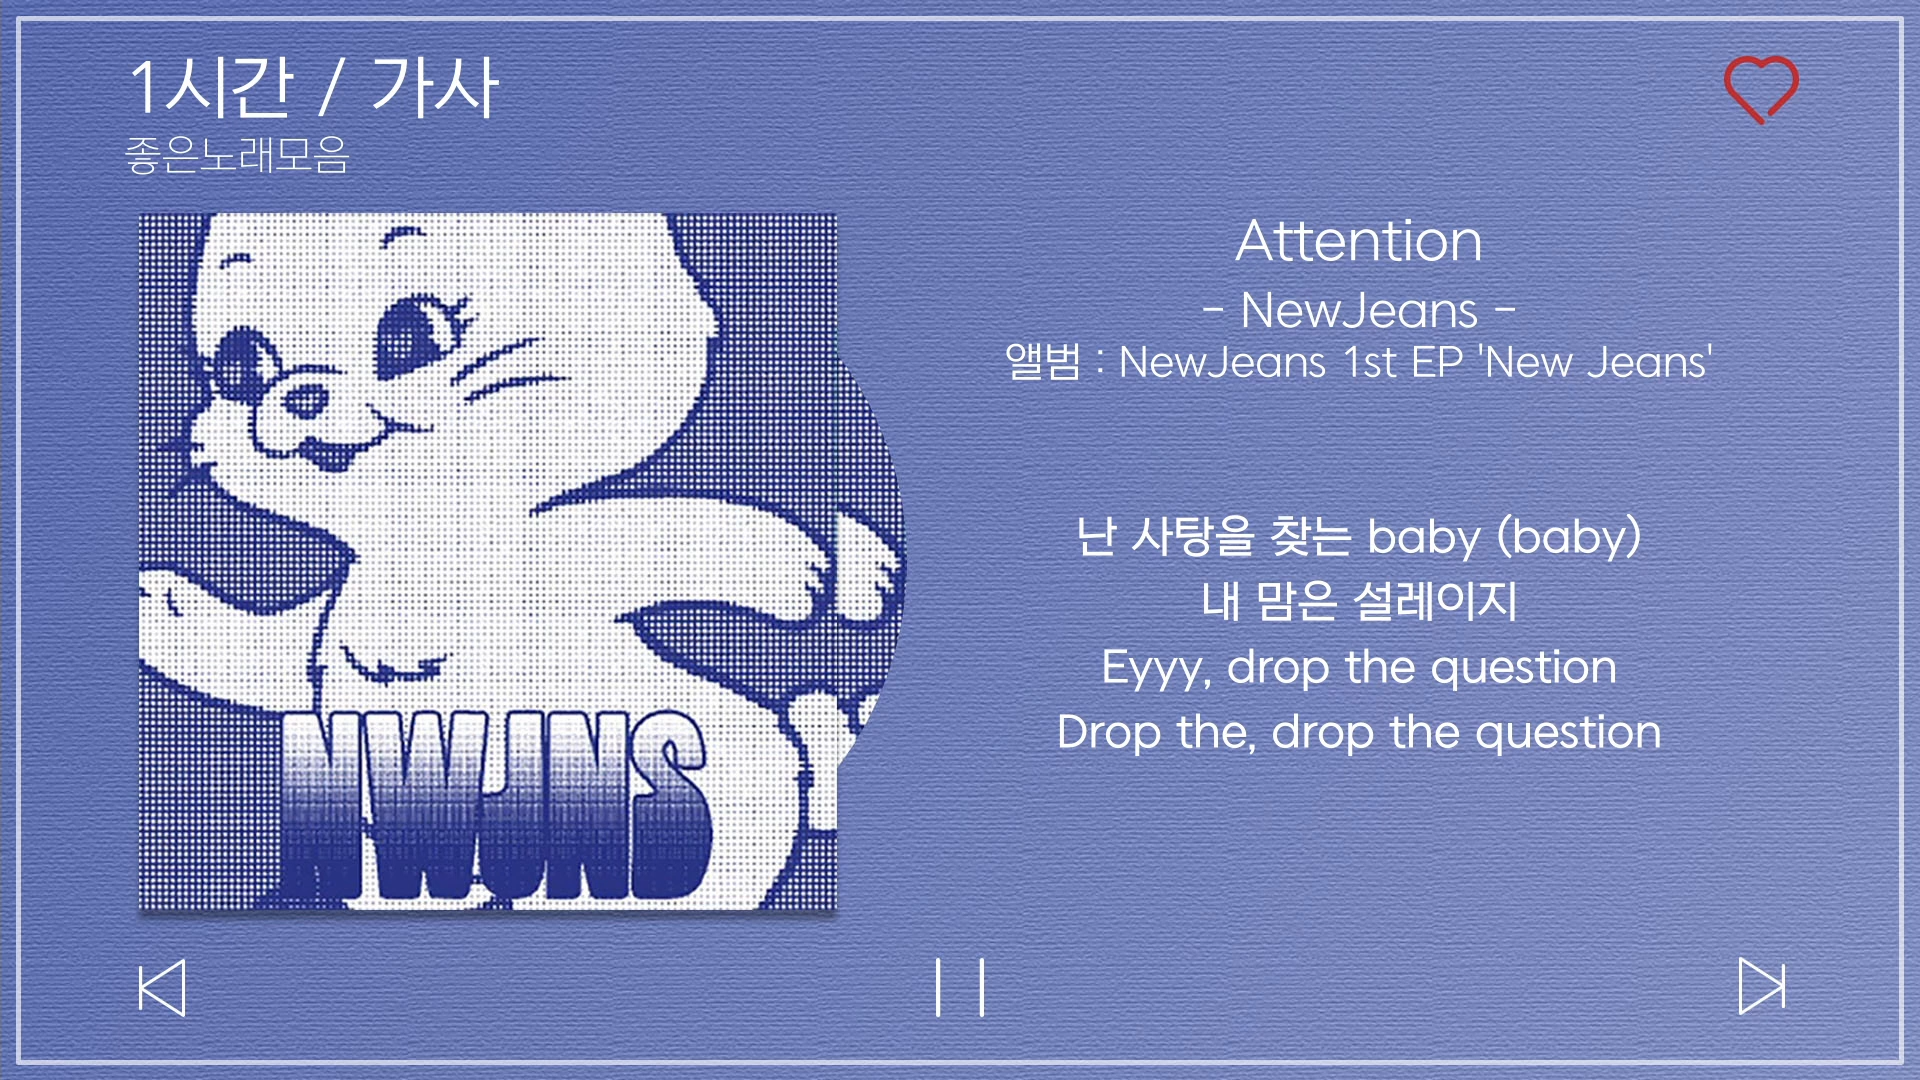 1시간 / 가사
좋은노래모음
NWJNS
Attention
- NewJeans -
앨범 : NewJeans 1st EP 'New Jeans'
난 사탕을 찾는 baby (baby)
내 맘은 설레이지
Eyyy, drop the question
Drop the, drop the question